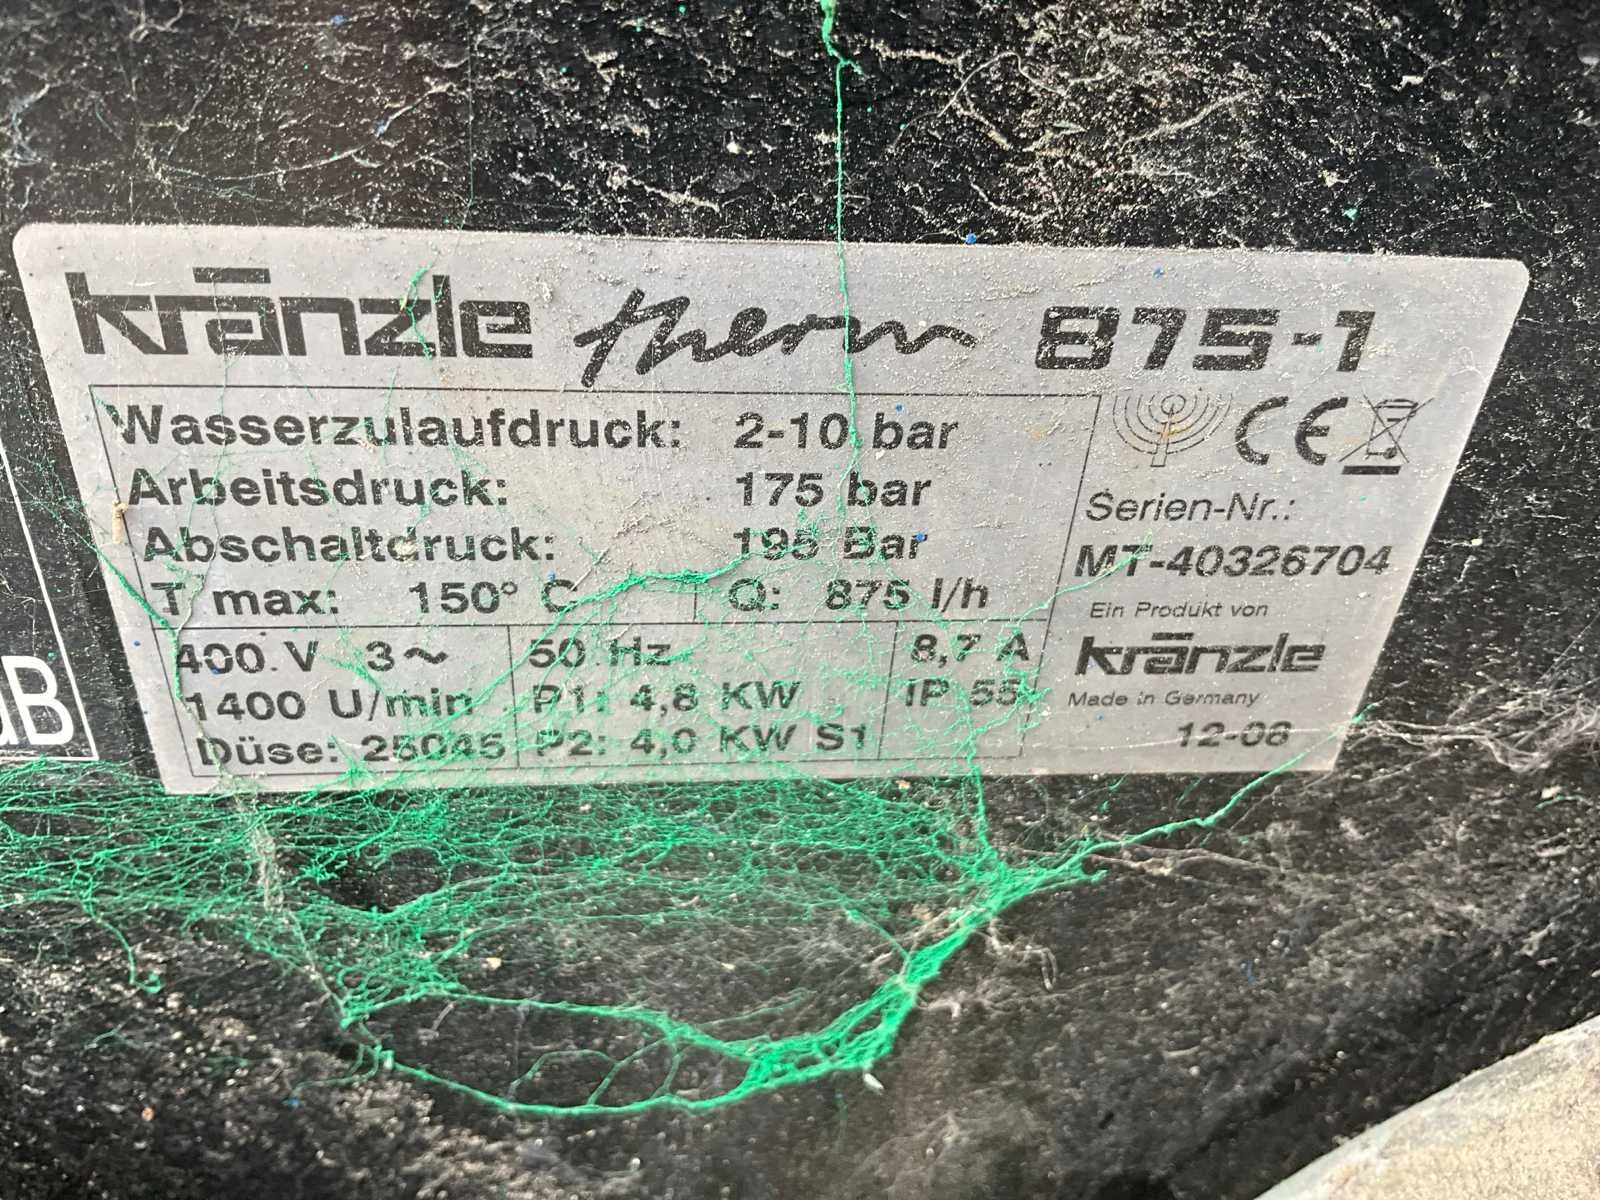 Kränzle therm 875-1
Wasserzulaufdruck: 2-10 bar
Arbeitsdruck: 175 bar
Abschaltdruck: 195 Bar
T max: 150° C Q: 875 l/h
400 V 3~ 50 Hz 8,7 A
1400 U/min P1: 4,8 KW IP 55
Düse: 25045 P2: 4,0 KW S1
CE
Serien-Nr.:
MT-40326704
Ein Produkt von
Kränzle
Made in Germany
12-08